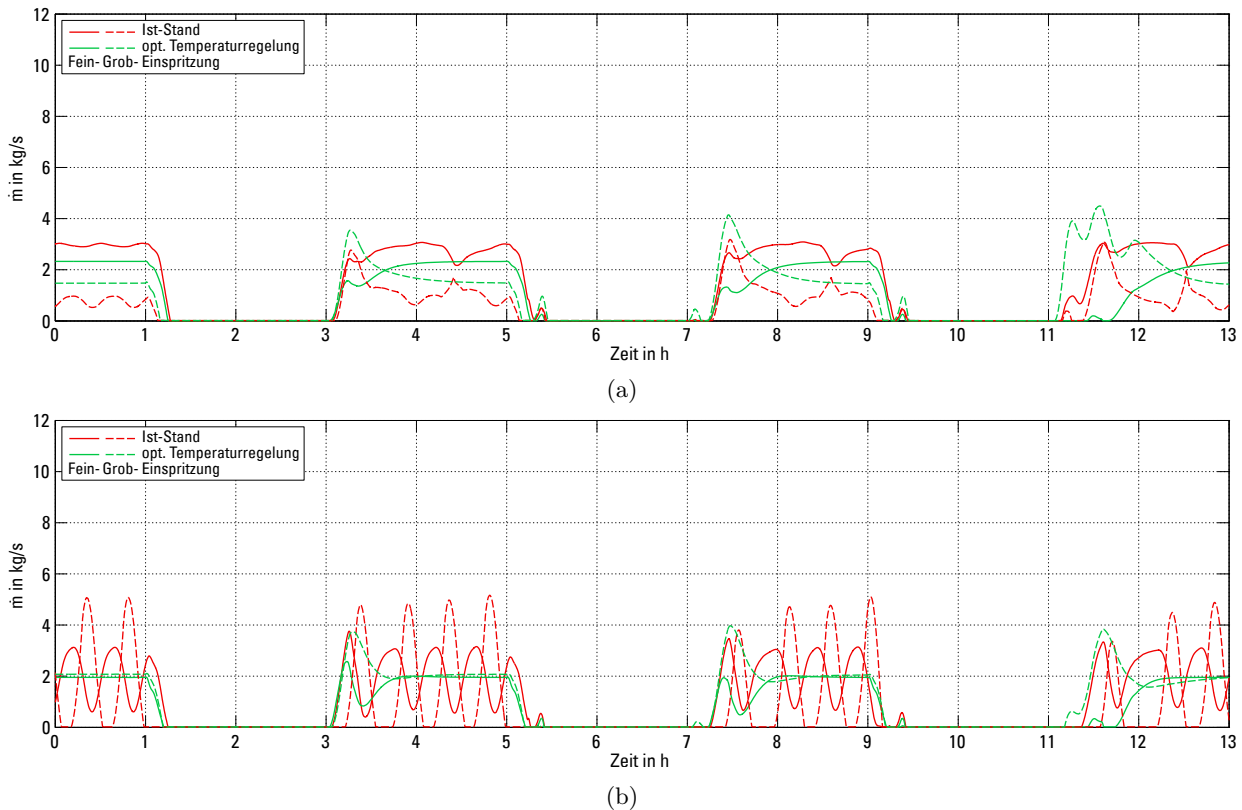 12
10
8
6
4
2
0
ṁ in kg/s
Ist-Stand
opt. Temperaturregelung
Fein- Grob- Einspritzung
0 1 2 3 4 5 6 7 8 9 10 11 12 13
Zeit in h
(a)
12
10
8
6
4
2
0
ṁ in kg/s
Ist-Stand
opt. Temperaturregelung
Fein- Grob- Einspritzung
0 1 2 3 4 5 6 7 8 9 10 11 12 13
Zeit in h
(b)